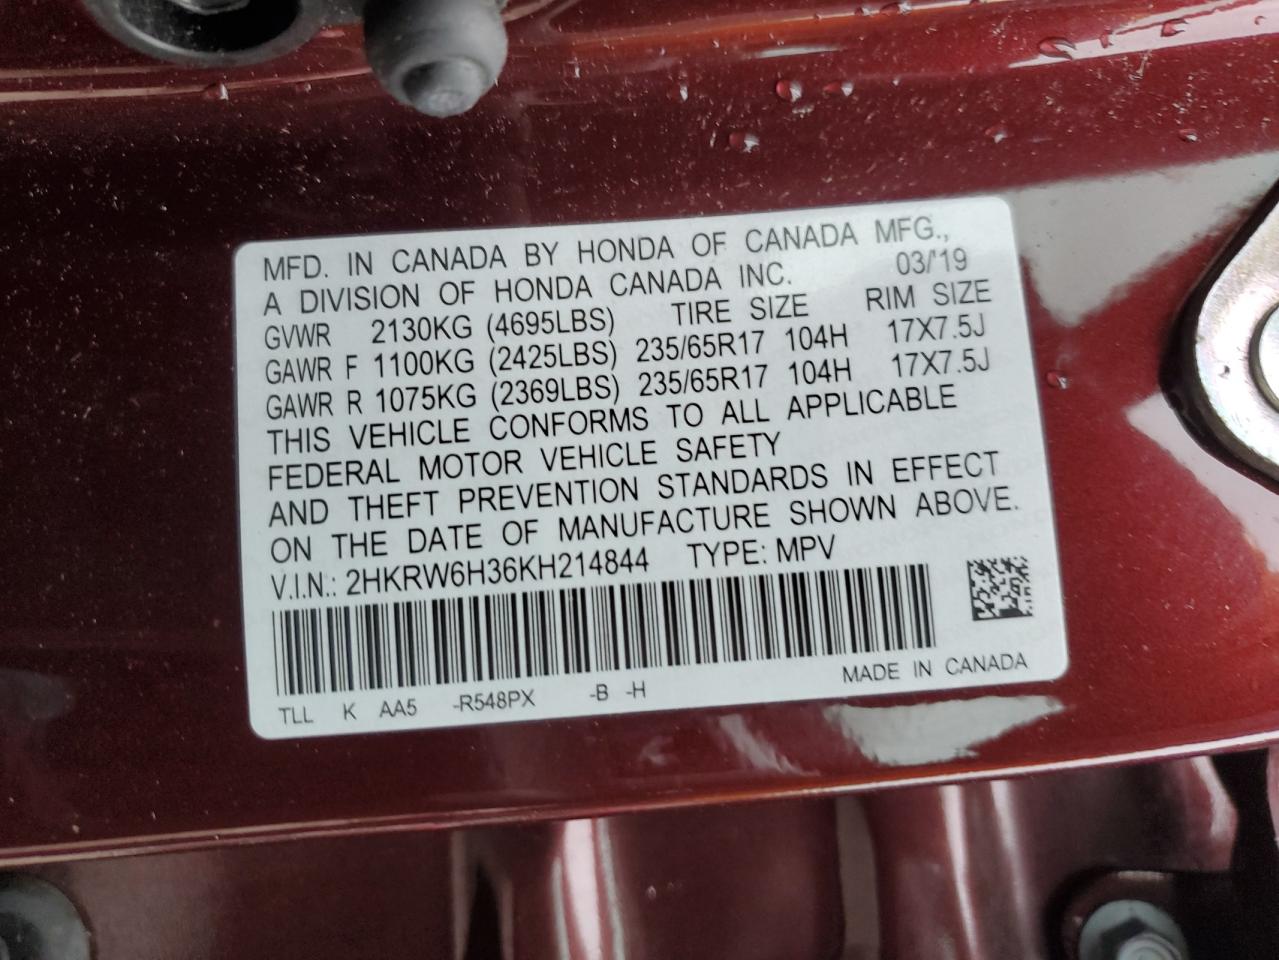 MFD. IN CANADA BY HONDA OF CANADA MFG.,
A DIVISION OF HONDA CANADA INC. 03/'19
GVWR 2130KG (4695LBS) TIRE SIZE RIM SIZE
GAWR F 1100KG (2425LBS) 235/65R17 104H 17X7.5J
GAWR R 1075KG (2369LBS) 235/65R17 104H 17X7.5J
THIS VEHICLE CONFORMS TO ALL APPLICABLE
FEDERAL MOTOR VEHICLE SAFETY
AND THEFT PREVENTION STANDARDS IN EFFECT
ON THE DATE OF MANUFACTURE SHOWN ABOVE.
V.I.N.: 2HKRW6H36KH214844 TYPE: MPV
MADE IN CANADA
TLL K AA5 -R548PX -B -H